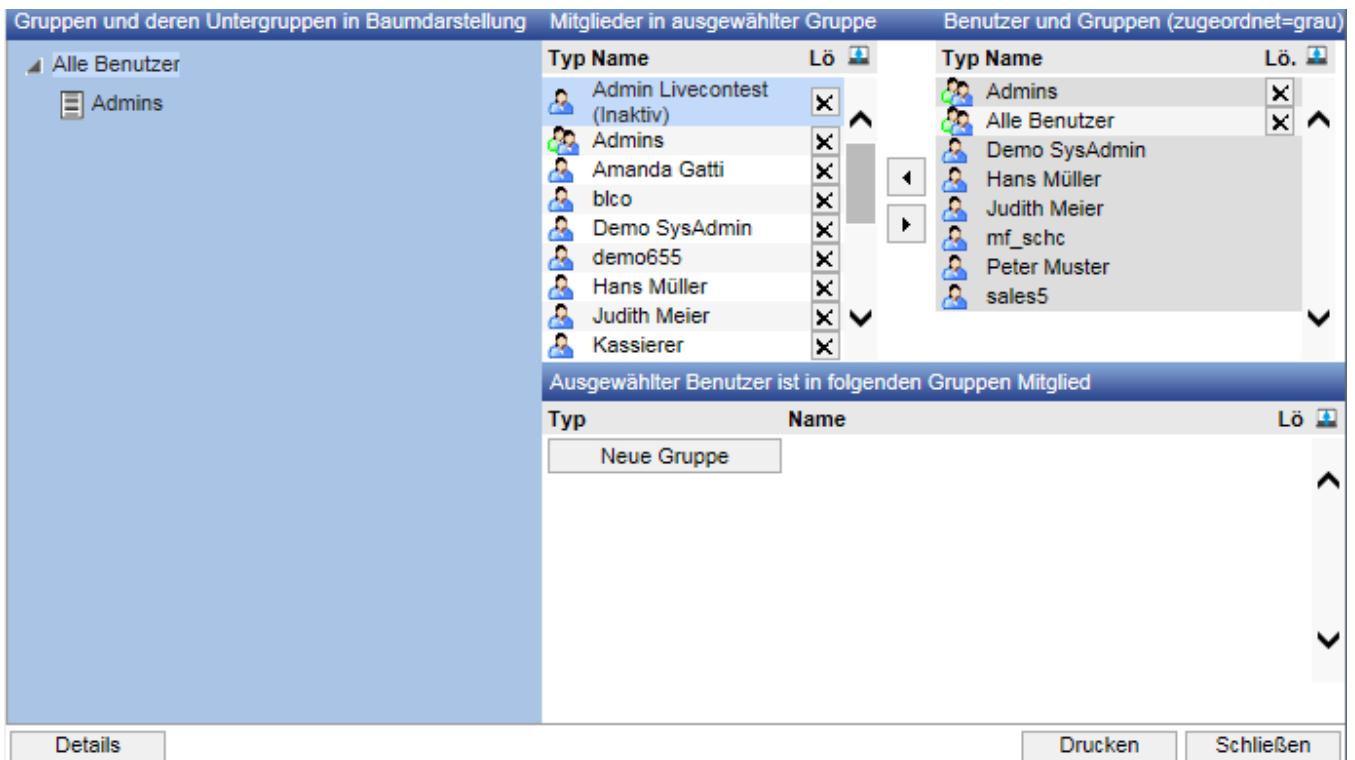 Gruppen und deren Untergruppen in Baumdarstellung
Alle Benutzer
Admins
Mitglieder in ausgewählter Gruppe
Typ Name Lö
Admin Livecontest
(Inaktiv)
Admins
Amanda Gatti
blco
Demo SysAdmin
demo655
Hans Müller
Judith Meier
Kassierer
Benutzer und Gruppen (zugeordnet=grau)
Typ Name Lö.
Admins
Alle Benutzer
Demo SysAdmin
Hans Müller
Judith Meier
mf_schc
Peter Muster
sales5
Ausgewählter Benutzer ist in folgenden Gruppen Mitglied
Typ Name Lö
Neue Gruppe
Details Drucken Schließen